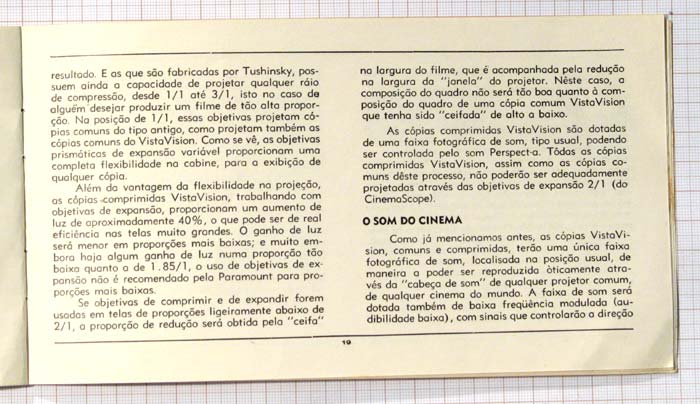 resultado. E as que são fabricadas por Tushinsky, pos-
suem ainda a capacidade de projetar qualquer ráio
de compressão, desde 1/1 até 3/1, isto no caso de
alguém desejar produzir um filme de tão alta propor-
ção. Na posição de 1/1, essas objetivas projetam có-
pias comuns do tipo antigo, como projetam também as
cópias comuns do VistaVision. Como se vê, as objetivas
prismáticas de expansão variável proporcionam uma
completa flexibilidade na cabine, para a exibição de
qualquer cópia.
Além da vantagem da flexibilidade na projeção,
as cópias comprimidas VistaVision, trabalhando com
objetivas de expansão, proporcionam um aumento de
luz de aproximadamente 40%, o que pode ser de real
eficiência nas telas muito grandes. O ganho de luz
será menor em proporções mais baixas; e muito em-
bora haja algum ganho de luz numa proporção tão
baixa quanto a de 1.85/1, o uso de objetivas de ex-
pansão não é recomendado pela Paramount para pro-
porções mais baixas.
Se objetivas de comprimir e de expandir forem
usadas em telas de proporções ligeiramente abaixo de
2/1, a proporção de redução será obtida pela "ceifa"
na largura do filme, que é acompanhada pela redução
na largura da "janela" do projetor. Nêste caso, a
composição do quadro não será tão boa quanto à com-
posição do quadro de uma cópia comum VistaVision
que tenha sido "ceifada" de alto a baixo.
As cópias comprimidas VistaVision são dotadas
de uma faixa fotográfica de som, tipo usual, podendo
ser controlada pelo som Perspect-a. Tôdas as cópias
comprimidas VistaVision, assim como as cópias co-
muns dêste processo, não poderão ser adequadamente
projetadas através das objetivas de expansão 2/1 (do
CinemaScope).
O SOM DO CINEMA
Como já mencionamos antes, as cópias VistaVi-
sion, comuns e comprimidas, terão uma única faixa
fotográfica de som, localisada na posição usual, de
maneira a poder ser reproduzida òticamente atra-
vés da "cabeça de som" de qualquer projetor comum,
de qualquer cinema do mundo. A faixa de som será
dotada também de baixa freqüência modulada (au-
dibilidade baixa), com sinais que controlarão a direção
19